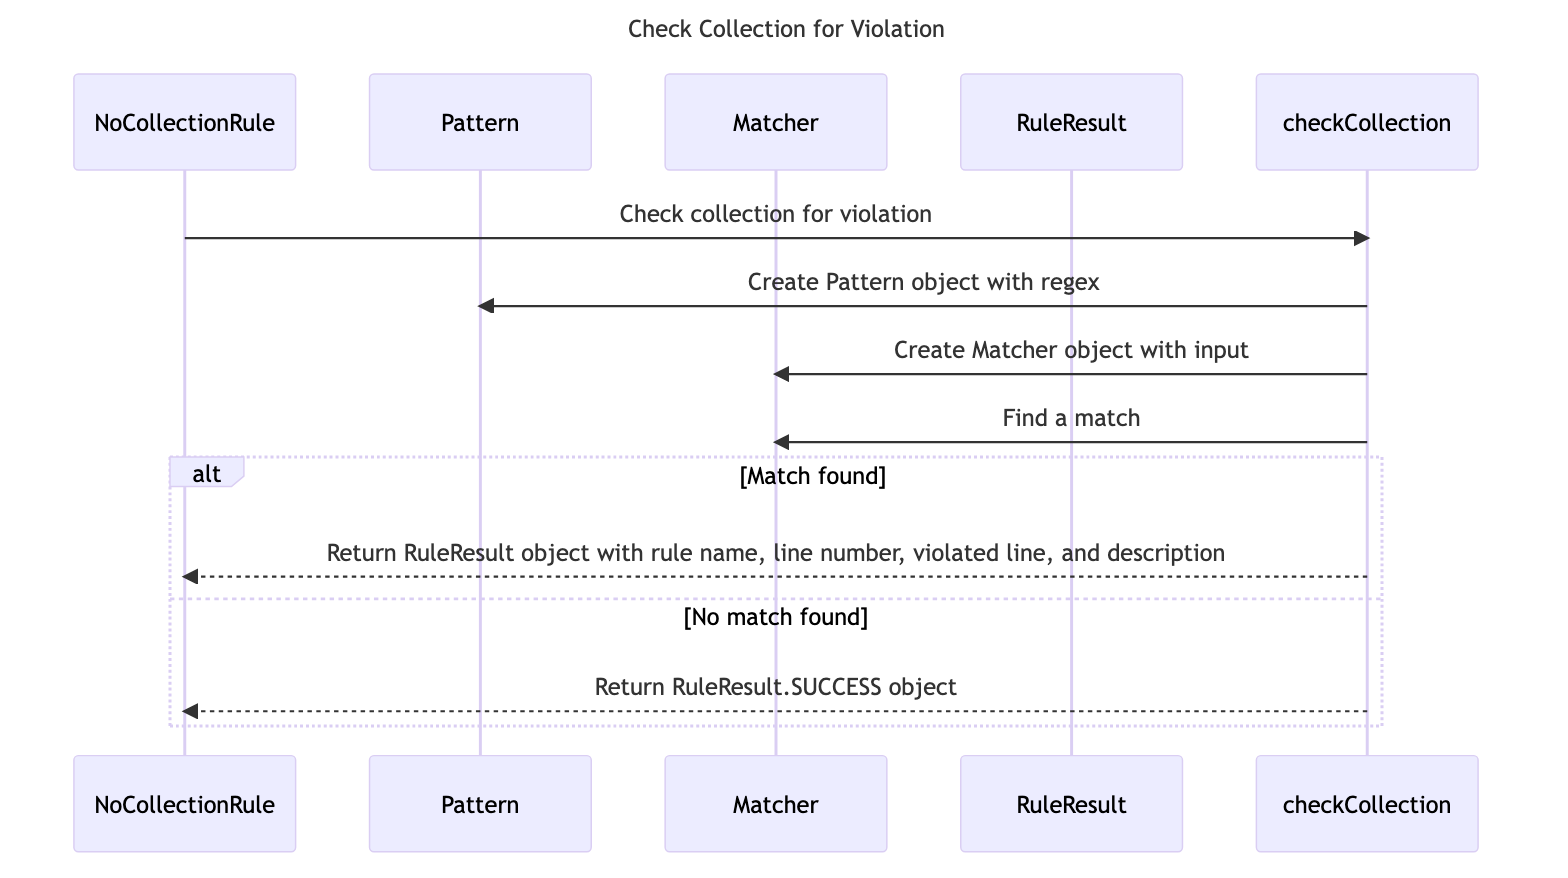 Check Collection for Violation
NoCollectionRule
Pattern
Matcher
RuleResult
checkCollection
Check collection for violation
Create Pattern object with regex
Create Matcher object with input
Find a match
alt
[Match found]
Return RuleResult object with rule name, line number, violated line, and description
[No match found]
Return RuleResult.SUCCESS object
NoCollectionRule
Pattern
Matcher
RuleResult
checkCollection